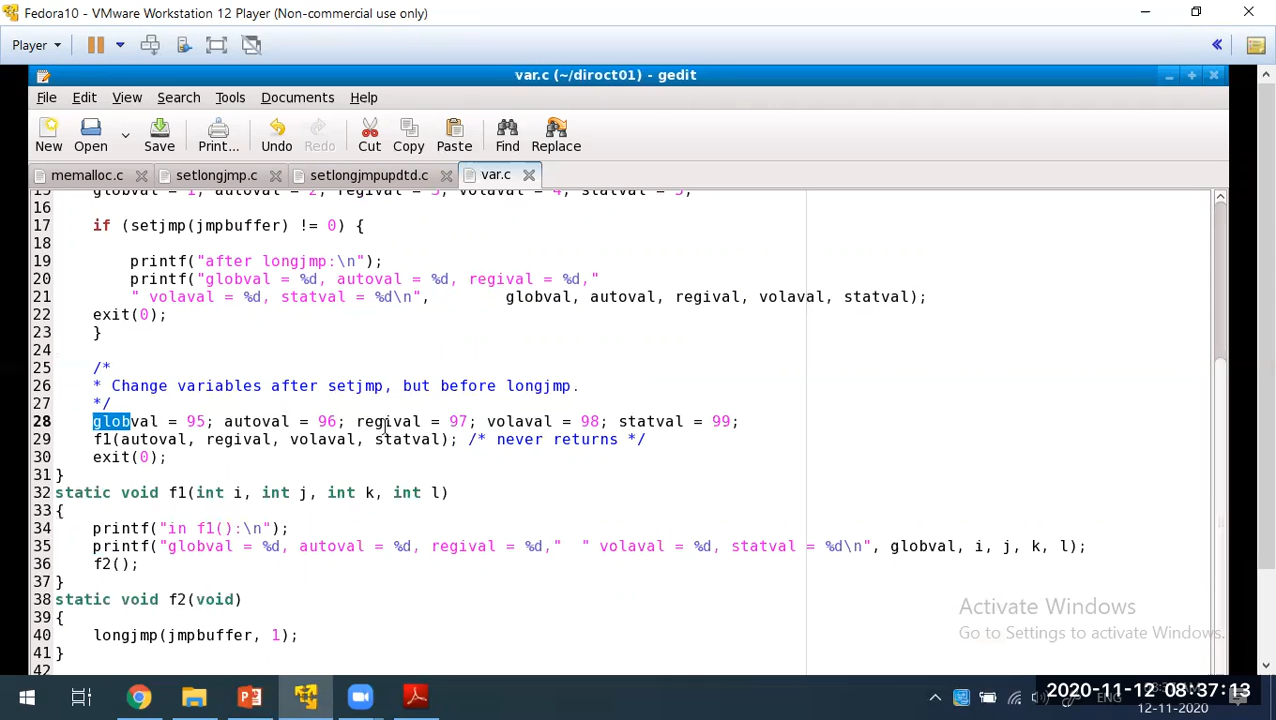 Fedora10 - VMware Workstation 12 Player (Non-commercial use only)
Player
var.c (~/diroct01) - gedit
File Edit View Search Tools Documents Help
New Open Save Print... Undo Redo Cut Copy Paste Find Replace
memalloc.c setlongjmp.c setlongjmpupdtd.c var.c
15 globval = 1; autoval = 2; regival = 3; volaval = 4; statval = 5;
16
17 if (setjmp(jmpbuffer) != 0) {
18
19 printf("after longjmp:\n");
20 printf("globval = %d, autoval = %d, regival = %d,"
21 " volaval = %d, statval = %d\n", globval, autoval, regival, volaval, statval);
22 exit(0);
23 }
24
25 /*
26 * Change variables after setjmp, but before longjmp.
27 */
28 globval = 95; autoval = 96; regival = 97; volaval = 98; statval = 99;
29 f1(autoval, regival, volaval, statval); /* never returns */
30 exit(0);
31 }
32 static void f1(int i, int j, int k, int l)
33 {
34 printf("in f1():\n");
35 printf("globval = %d, autoval = %d, regival = %d," " volaval = %d, statval = %d\n", globval, i, j, k, l);
36 f2();
37 }
38 static void f2(void)
39 {
40 longjmp(jmpbuffer, 1);
41 }
42
Activate Windows
Go to Settings to activate Windows.
ENG
2020-11-12 08:37:13
12-11-2020